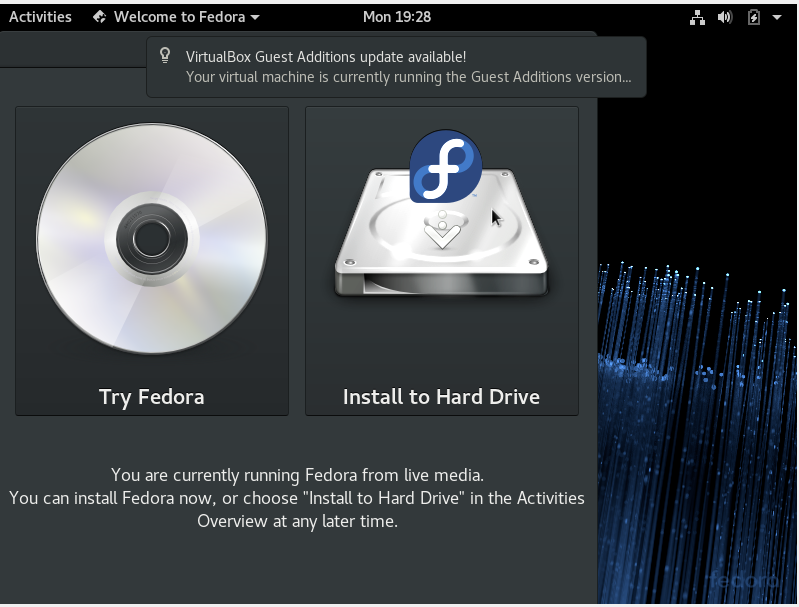 Activities Welcome to Fedora Mon 19:28
VirtualBox Guest Additions update available!
Your virtual machine is currently running the Guest Additions version...
Try Fedora
Install to Hard Drive
You are currently running Fedora from live media.
You can install Fedora now, or choose "Install to Hard Drive" in the Activities
Overview at any later time.
fedora